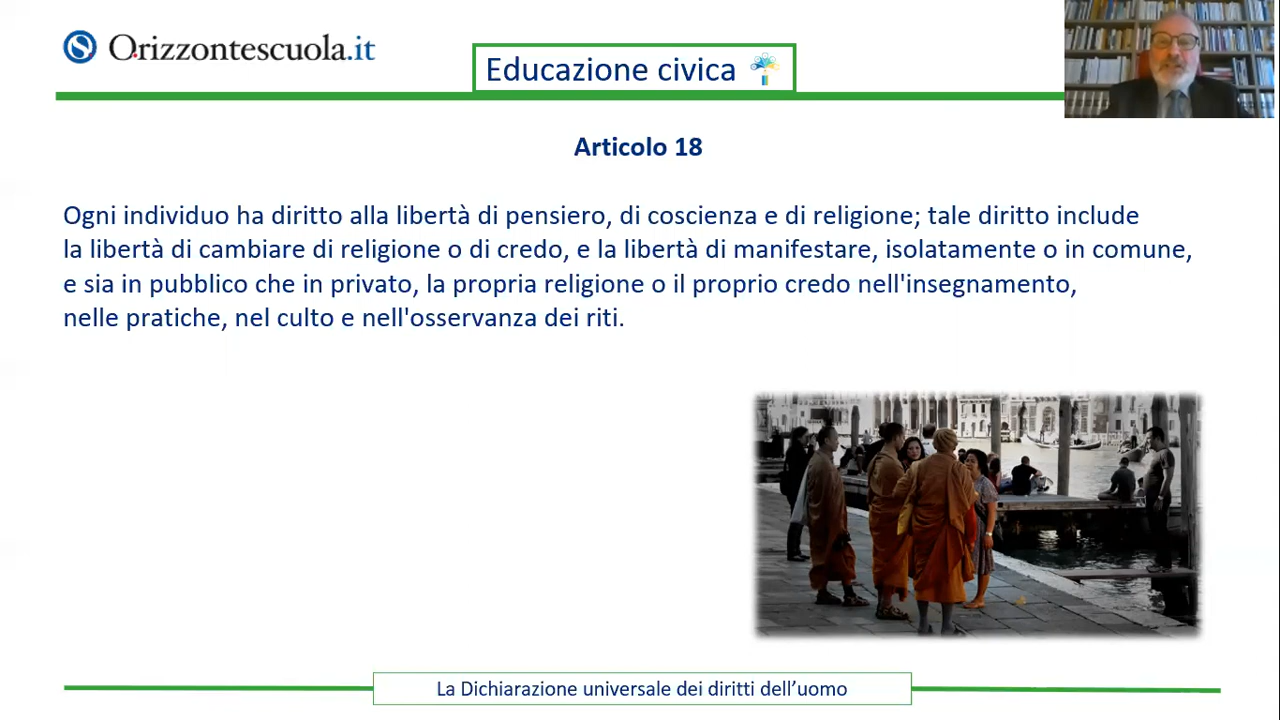 Orizzontescuola.it
Educazione civica
Articolo 18
Ogni individuo ha diritto alla libertà di pensiero, di coscienza e di religione; tale diritto include
la libertà di cambiare di religione o di credo, e la libertà di manifestare, isolatamente o in comune,
e sia in pubblico che in privato, la propria religione o il proprio credo nell'insegnamento,
nelle pratiche, nel culto e nell'osservanza dei riti.
La Dichiarazione universale dei diritti dell’uomo